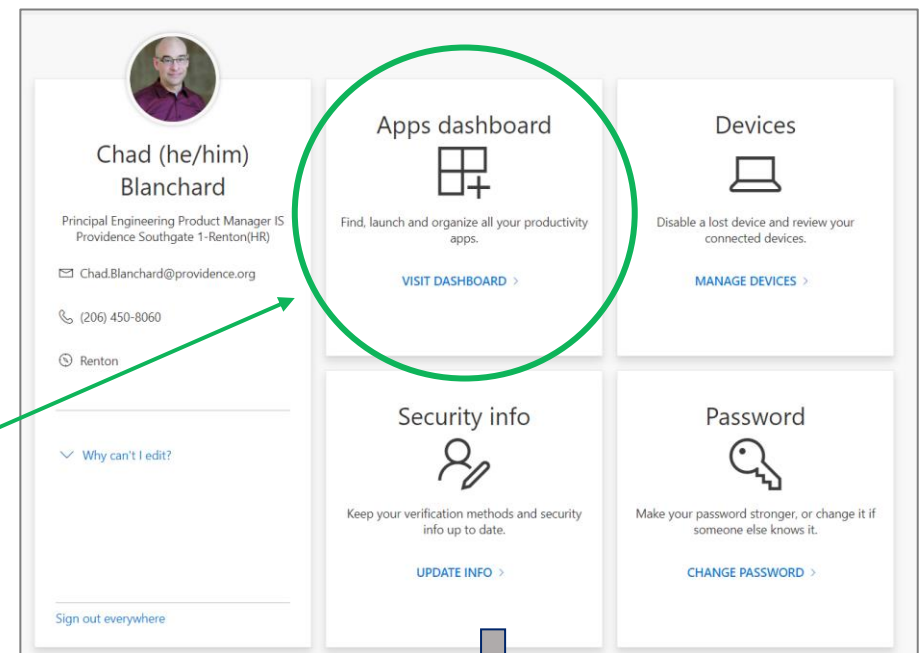 Chad (he/him)
Blanchard
Principal Engineering Product Manager IS
Providence Southgate 1-Renton(HR)
Chad.Blanchard@providence.org
(206) 450-8060
Renton
Why can't I edit?
Sign out everywhere
Apps dashboard
Find, launch and organize all your productivity
apps.
VISIT DASHBOARD >
Devices
Disable a lost device and review your
connected devices.
MANAGE DEVICES >
Security info
Keep your verification methods and security
info up to date.
UPDATE INFO >
Password
Make your password stronger, or change it if
someone else knows it.
CHANGE PASSWORD >